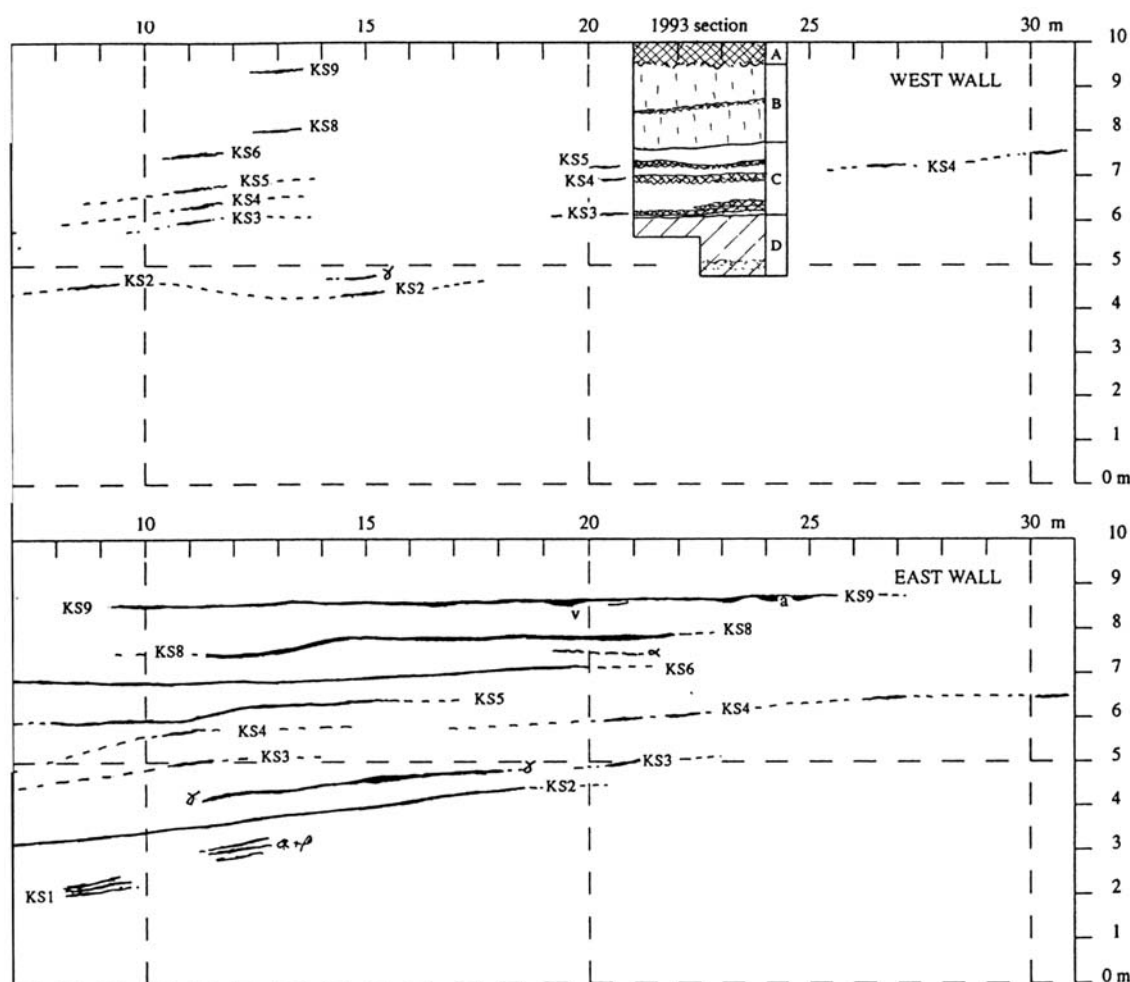 10 15 20 1993 section 25 30 m 10
A
KS9 9
WEST WALL
B
KS8 8
KS6 KS5 KS4
KS5 KS4 7
KS4 C
KS3 KS3 6
D
5
KS2 γ
KS2
4
3
2
1
0 m
10 15 20 25 30 m
EAST WALL
9
KS9 v a KS9
8
KS8 KS8
α
7
KS6
KS5 6
KS4 KS4
KS3 KS3 5
γ γ
KS2 4
α+β 3
KS1 2
1
0 m